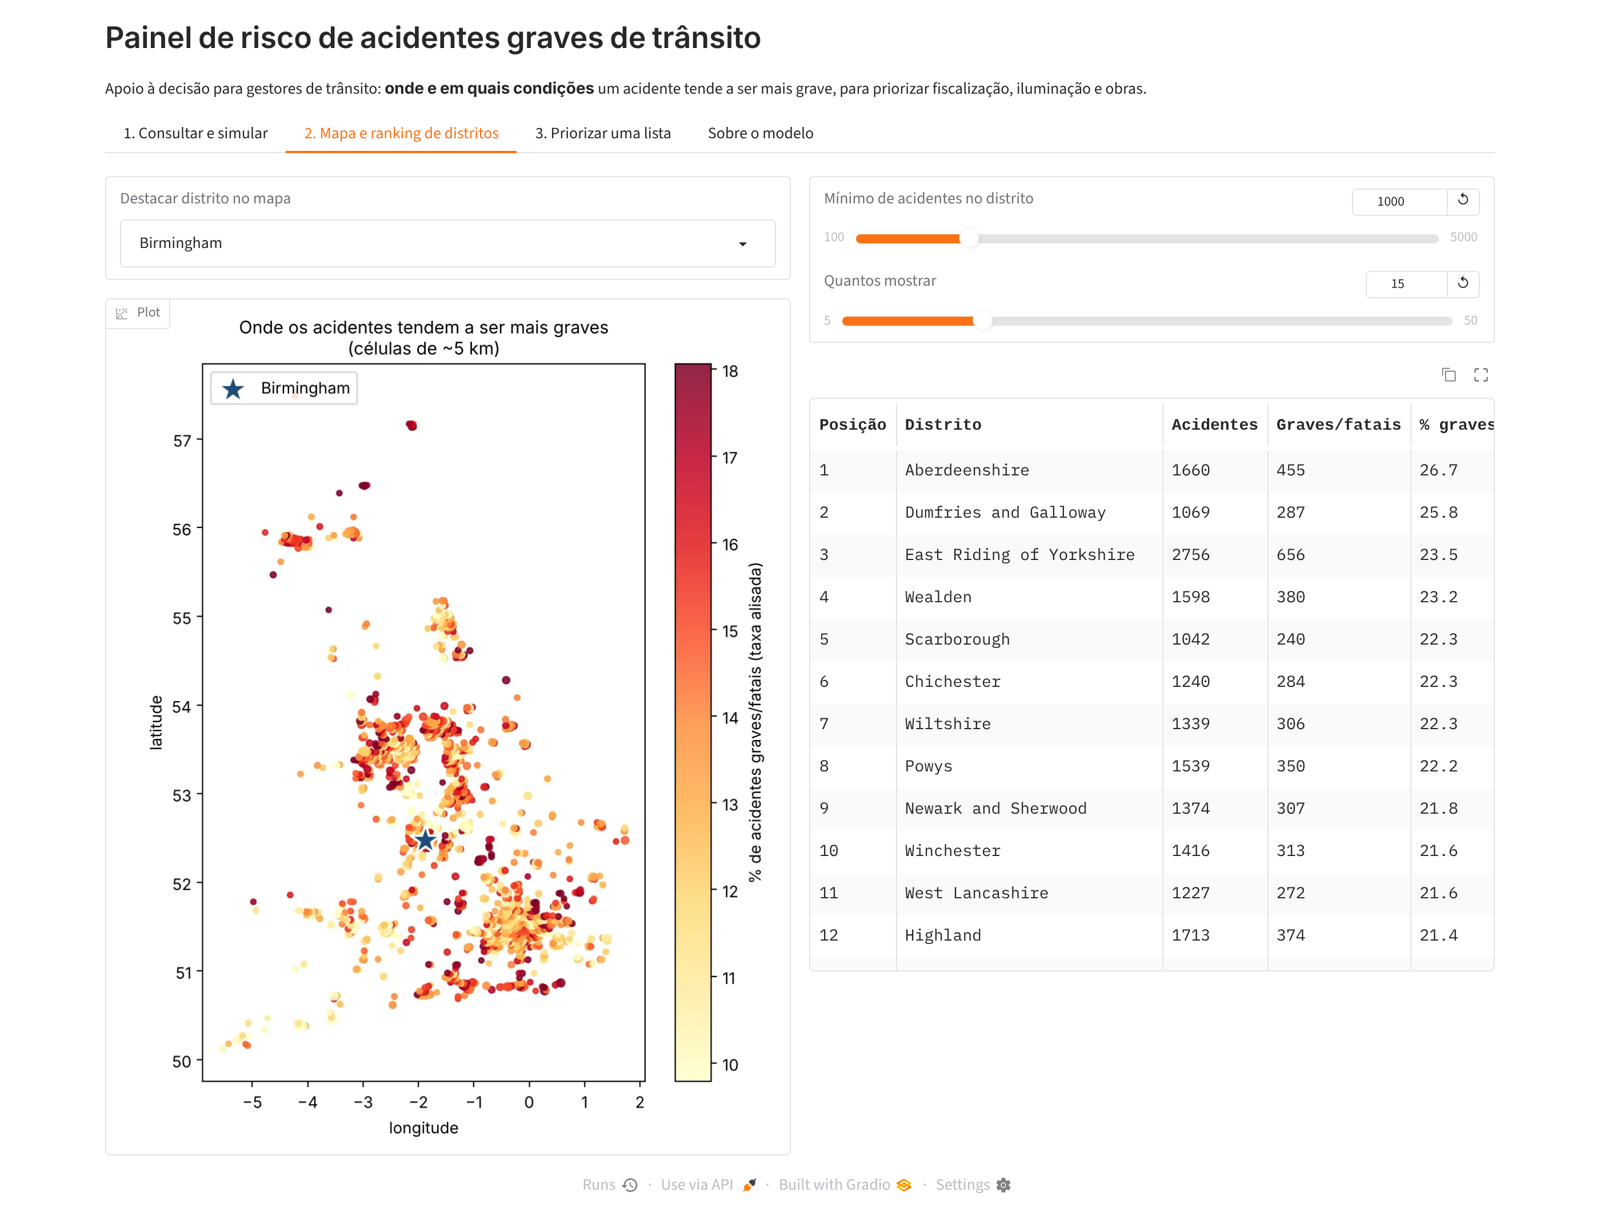 Painel de risco de acidentes graves de trânsito
Apoio à decisão para gestores de trânsito: onde e em quais condições um acidente tende a ser mais grave, para priorizar fiscalização, iluminação e obras.
1. Consultar e simular
2. Mapa e ranking de distritos
3. Priorizar uma lista
Sobre o modelo
Destacar distrito no mapa
Birmingham
Plot
Onde os acidentes tendem a ser mais graves
(células de ~5 km)
Birmingham
57
56
55
54
53
52
51
50
latitude
−5 −4 −3 −2 −1 0 1 2
longitude
18
17
16
15
14
13
12
11
10
% de acidentes graves/fatais (taxa alisada)
Mínimo de acidentes no distrito
1000
100
5000
Quantos mostrar
15
5
50
Posição Distrito Acidentes Graves/fatais % graves
1 Aberdeenshire 1660 455 26.7
2 Dumfries and Galloway 1069 287 25.8
3 East Riding of Yorkshire 2756 656 23.5
4 Wealden 1598 380 23.2
5 Scarborough 1042 240 22.3
6 Chichester 1240 284 22.3
7 Wiltshire 1339 306 22.3
8 Powys 1539 350 22.2
9 Newark and Sherwood 1374 307 21.8
10 Winchester 1416 313 21.6
11 West Lancashire 1227 272 21.6
12 Highland 1713 374 21.4
Runs · Use via API · Built with Gradio · Settings